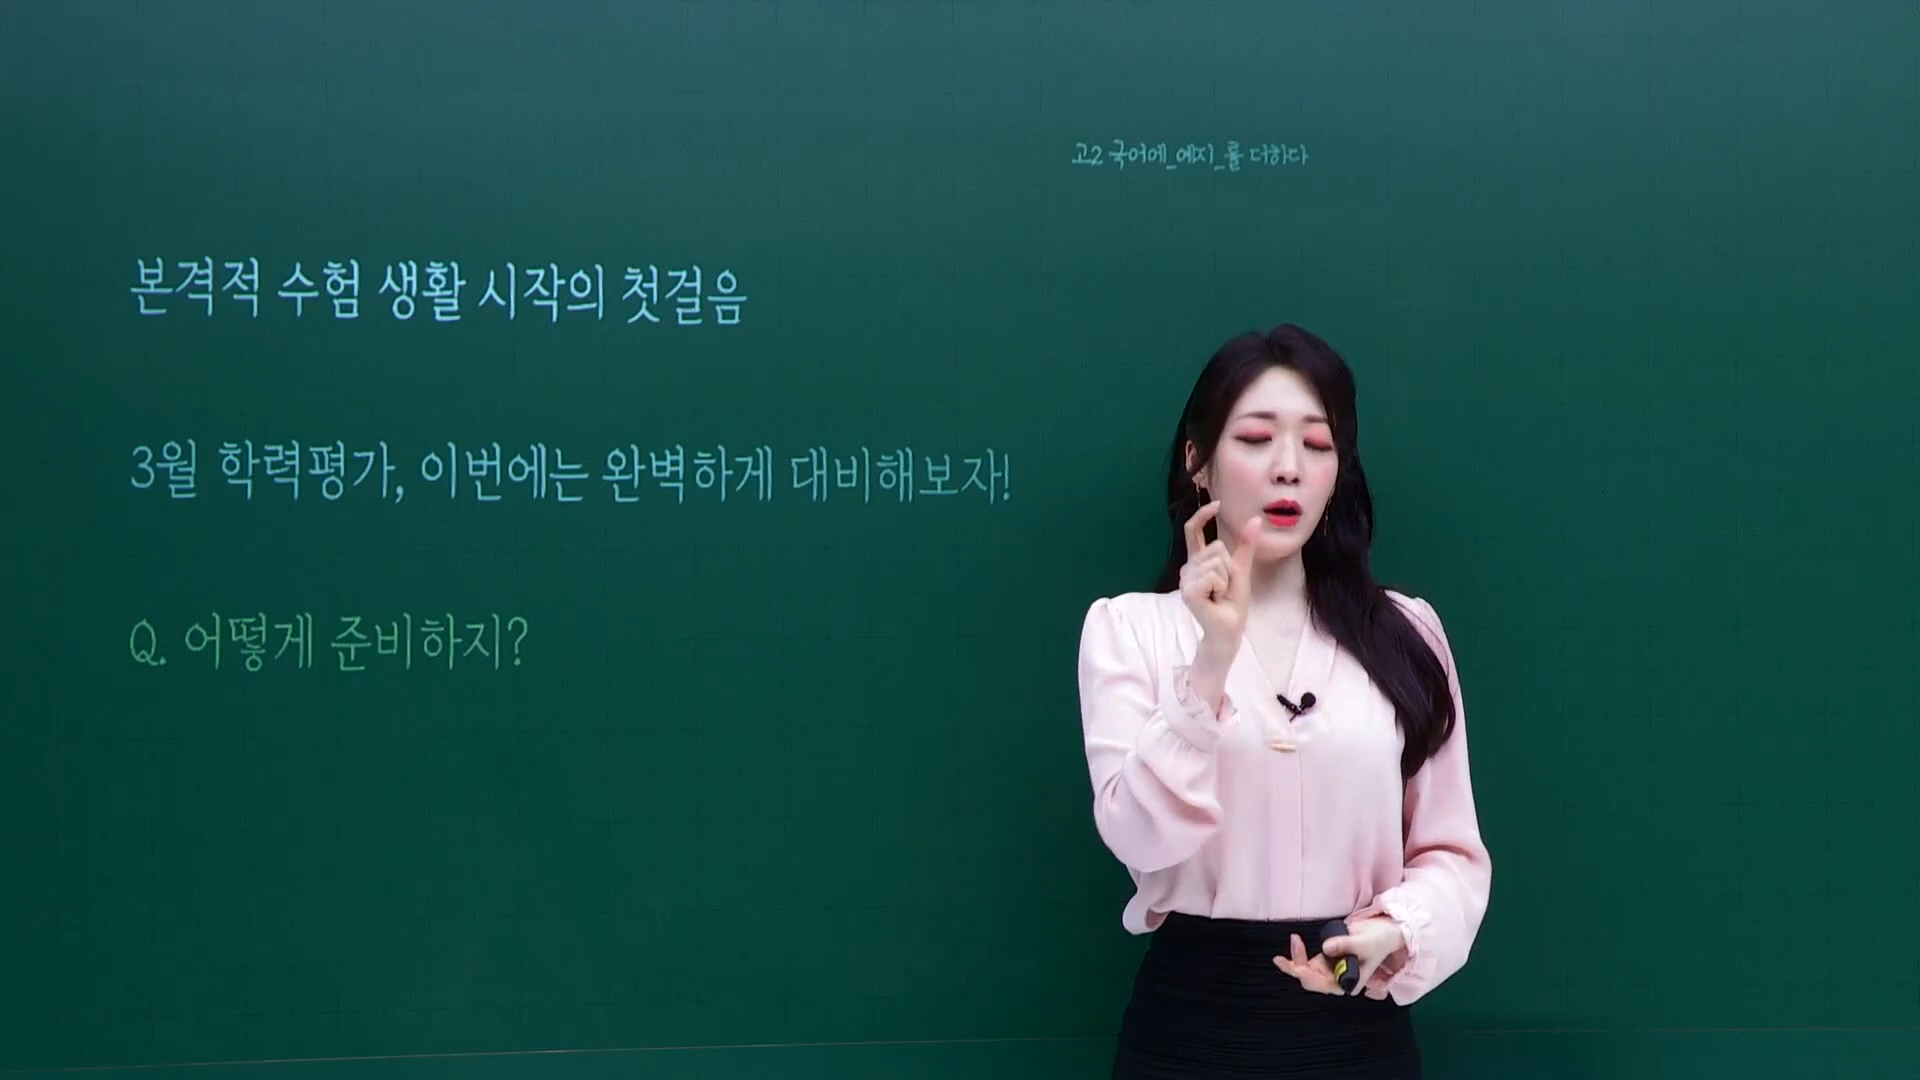 고2 국어에_예지_를 더하다
본격적 수험 생활 시작의 첫걸음
3월 학력평가, 이번에는 완벽하게 대비해보자!
Q. 어떻게 준비하지?